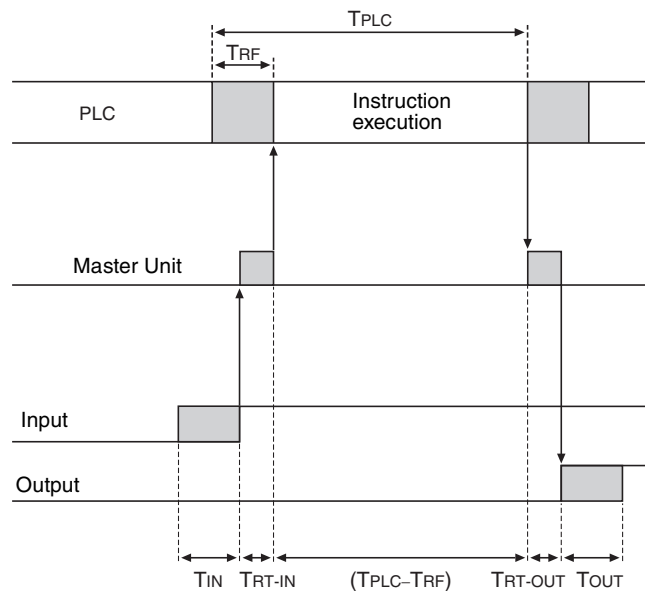 TPLC
TRF
PLC
Instruction
execution
Master Unit
Input
Output
TIN
TRT-IN
(TPLC–TRF)
TRT-OUT
TOUT